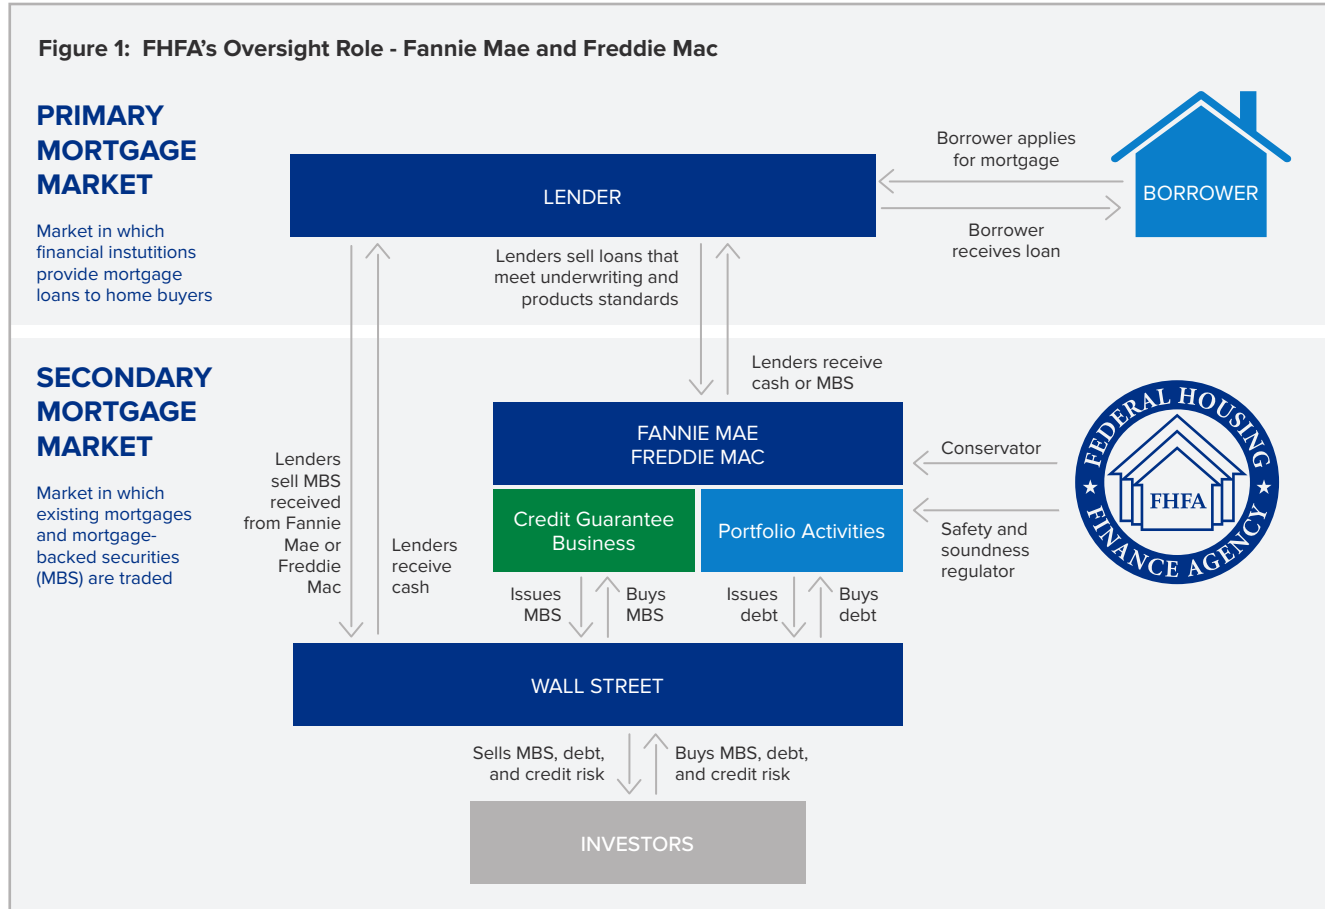 Figure 1:  FHFA's Oversight Role - Fannie Mae and Freddie Mac
PRIMARY
MORTGAGE
MARKET
Market in which
financial instutitions
provide mortgage
loans to home buyers
LENDER
Borrower applies
for mortgage
BORROWER
Borrower
receives loan
Lenders sell loans that
meet underwriting and
products standards
Lenders receive
cash or MBS
SECONDARY
MORTGAGE
MARKET
Market in which
existing mortgages
and mortgage-
backed securities
(MBS) are traded
Lenders
sell MBS
received
from Fannie
Mae or
Freddie
Mac
Lenders
receive
cash
FANNIE MAE
FREDDIE MAC
Credit Guarantee
Business
Portfolio Activities
Conservator
Safety and
soundness
regulator
FEDERAL HOUSING
FINANCE AGENCY
FHFA
Issues
MBS
Buys
MBS
Issues
debt
Buys
debt
WALL STREET
Sells MBS, debt,
and credit risk
Buys MBS, debt,
and credit risk
INVESTORS